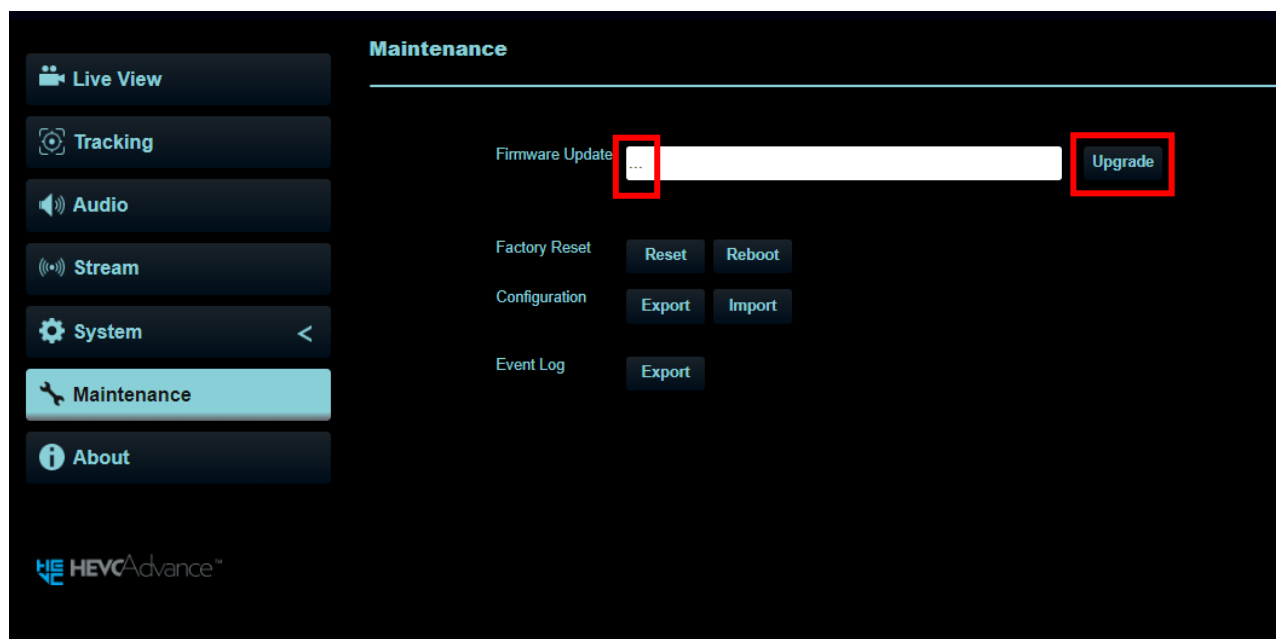 Maintenance
Live View
Tracking
Audio
Stream
System <
Maintenance
About
Firmware Update ... Upgrade
Factory Reset Reset Reboot
Configuration Export Import
Event Log Export
HEVC HEVCAdvance™